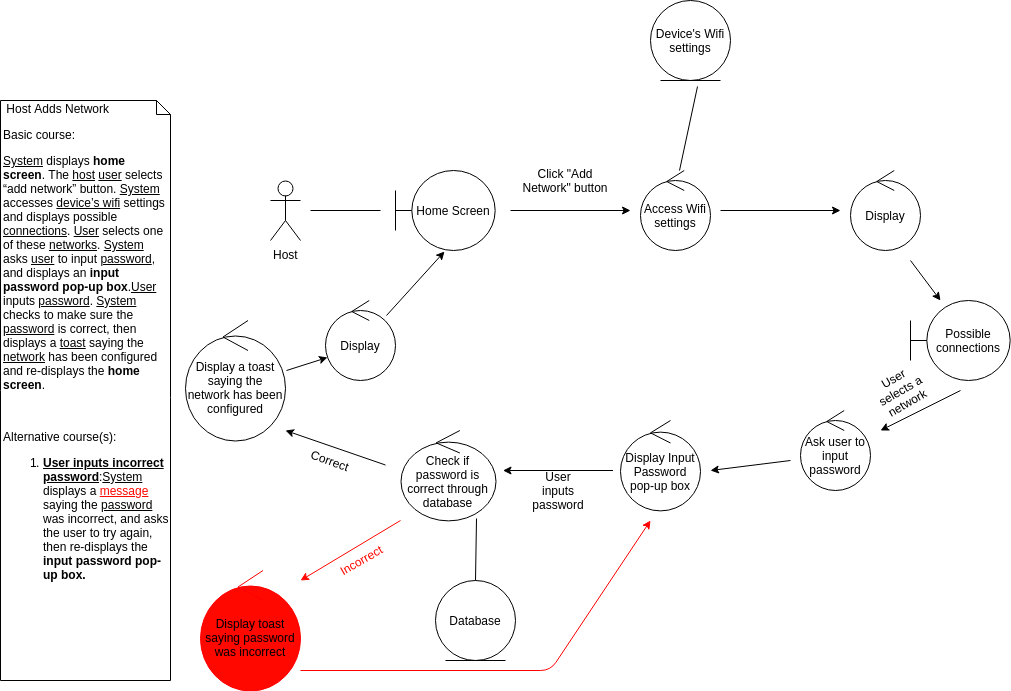 Host Adds Network
Basic course:
System displays home
screen. The host user selects
“add network” button. System
accesses device’s wifi settings
and displays possible
connections. User selects one
of these networks. System
asks user to input password,
and displays an input
password pop-up box.User
inputs password. System
checks to make sure the
password is correct, then
displays a toast saying the
network has been configured
and re-displays the home
screen.
Alternative course(s):
1. User inputs incorrect
password:System
displays a message
saying the password
was incorrect, and asks
the user to try again,
then re-displays the
input password pop-
up box.
Device's Wifi
settings
Host
Home Screen
Click "Add
Network" button
Access Wifi
settings
Display
Possible
connections
User
selects a
network
Ask user to
input
password
Display Input
Password
pop-up box
User
inputs
password
Check if
password is
correct through
database
Database
Correct
Display a toast
saying the
network has been
configured
Display
Incorrect
Display toast
saying password
was incorrect